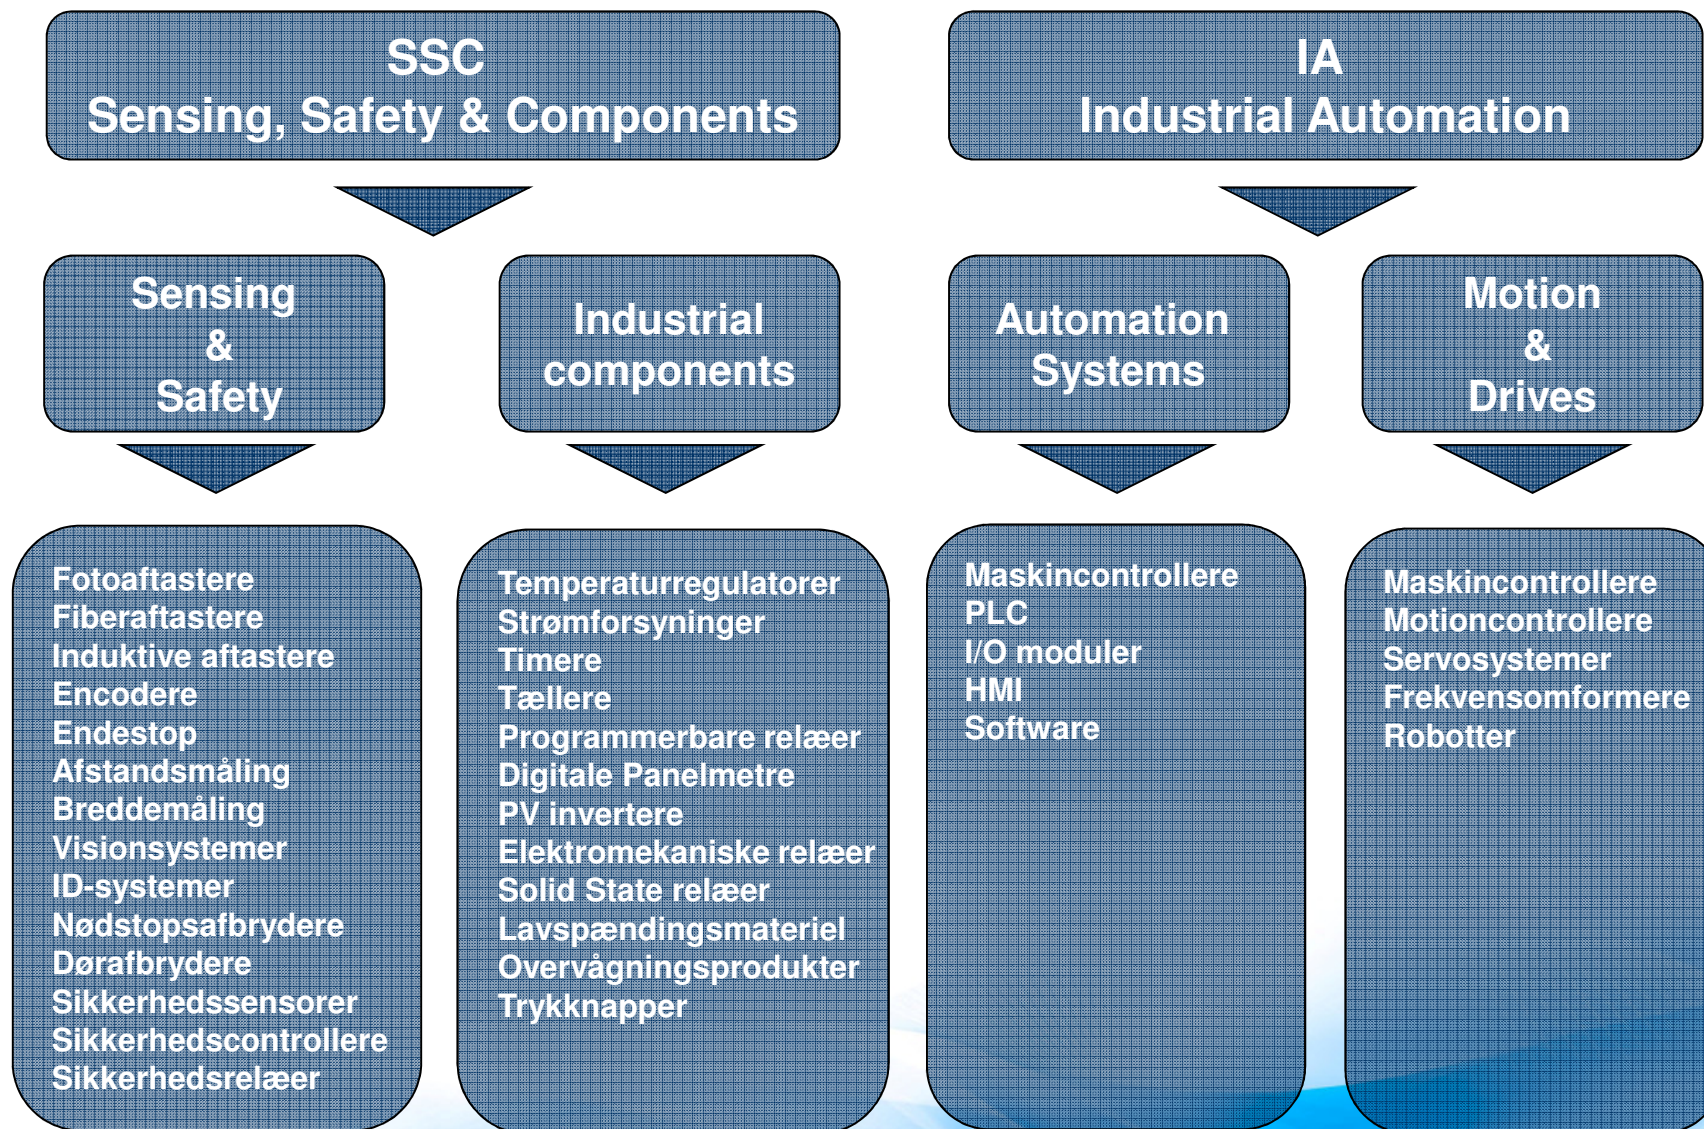 SSC
Sensing, Safety & Components
IA
Industrial Automation
Sensing
&
Safety
Industrial
components
Automation
Systems
Motion
&
Drives
Fotoaftastere
Fiberaftastere
Induktive aftastere
Encodere
Endestop
Afstandsmåling
Breddemåling
Visionsystemer
ID-systemer
Nødstopsafbrydere
Dørafbrydere
Sikkerhedssensorer
Sikkerhedscontrollere
Sikkerhedsrelæer
Temperaturregulatorer
Strømforsyninger
Timere
Tællere
Programmerbare relæer
Digitale Panelmetre
PV invertere
Elektromekaniske relæer
Solid State relæer
Lavspændingsmateriel
Overvågningsprodukter
Trykknapper
Maskincontrollere
PLC
I/O moduler
HMI
Software
Maskincontrollere
Motioncontrollere
Servosystemer
Frekvensomformere
Robotter